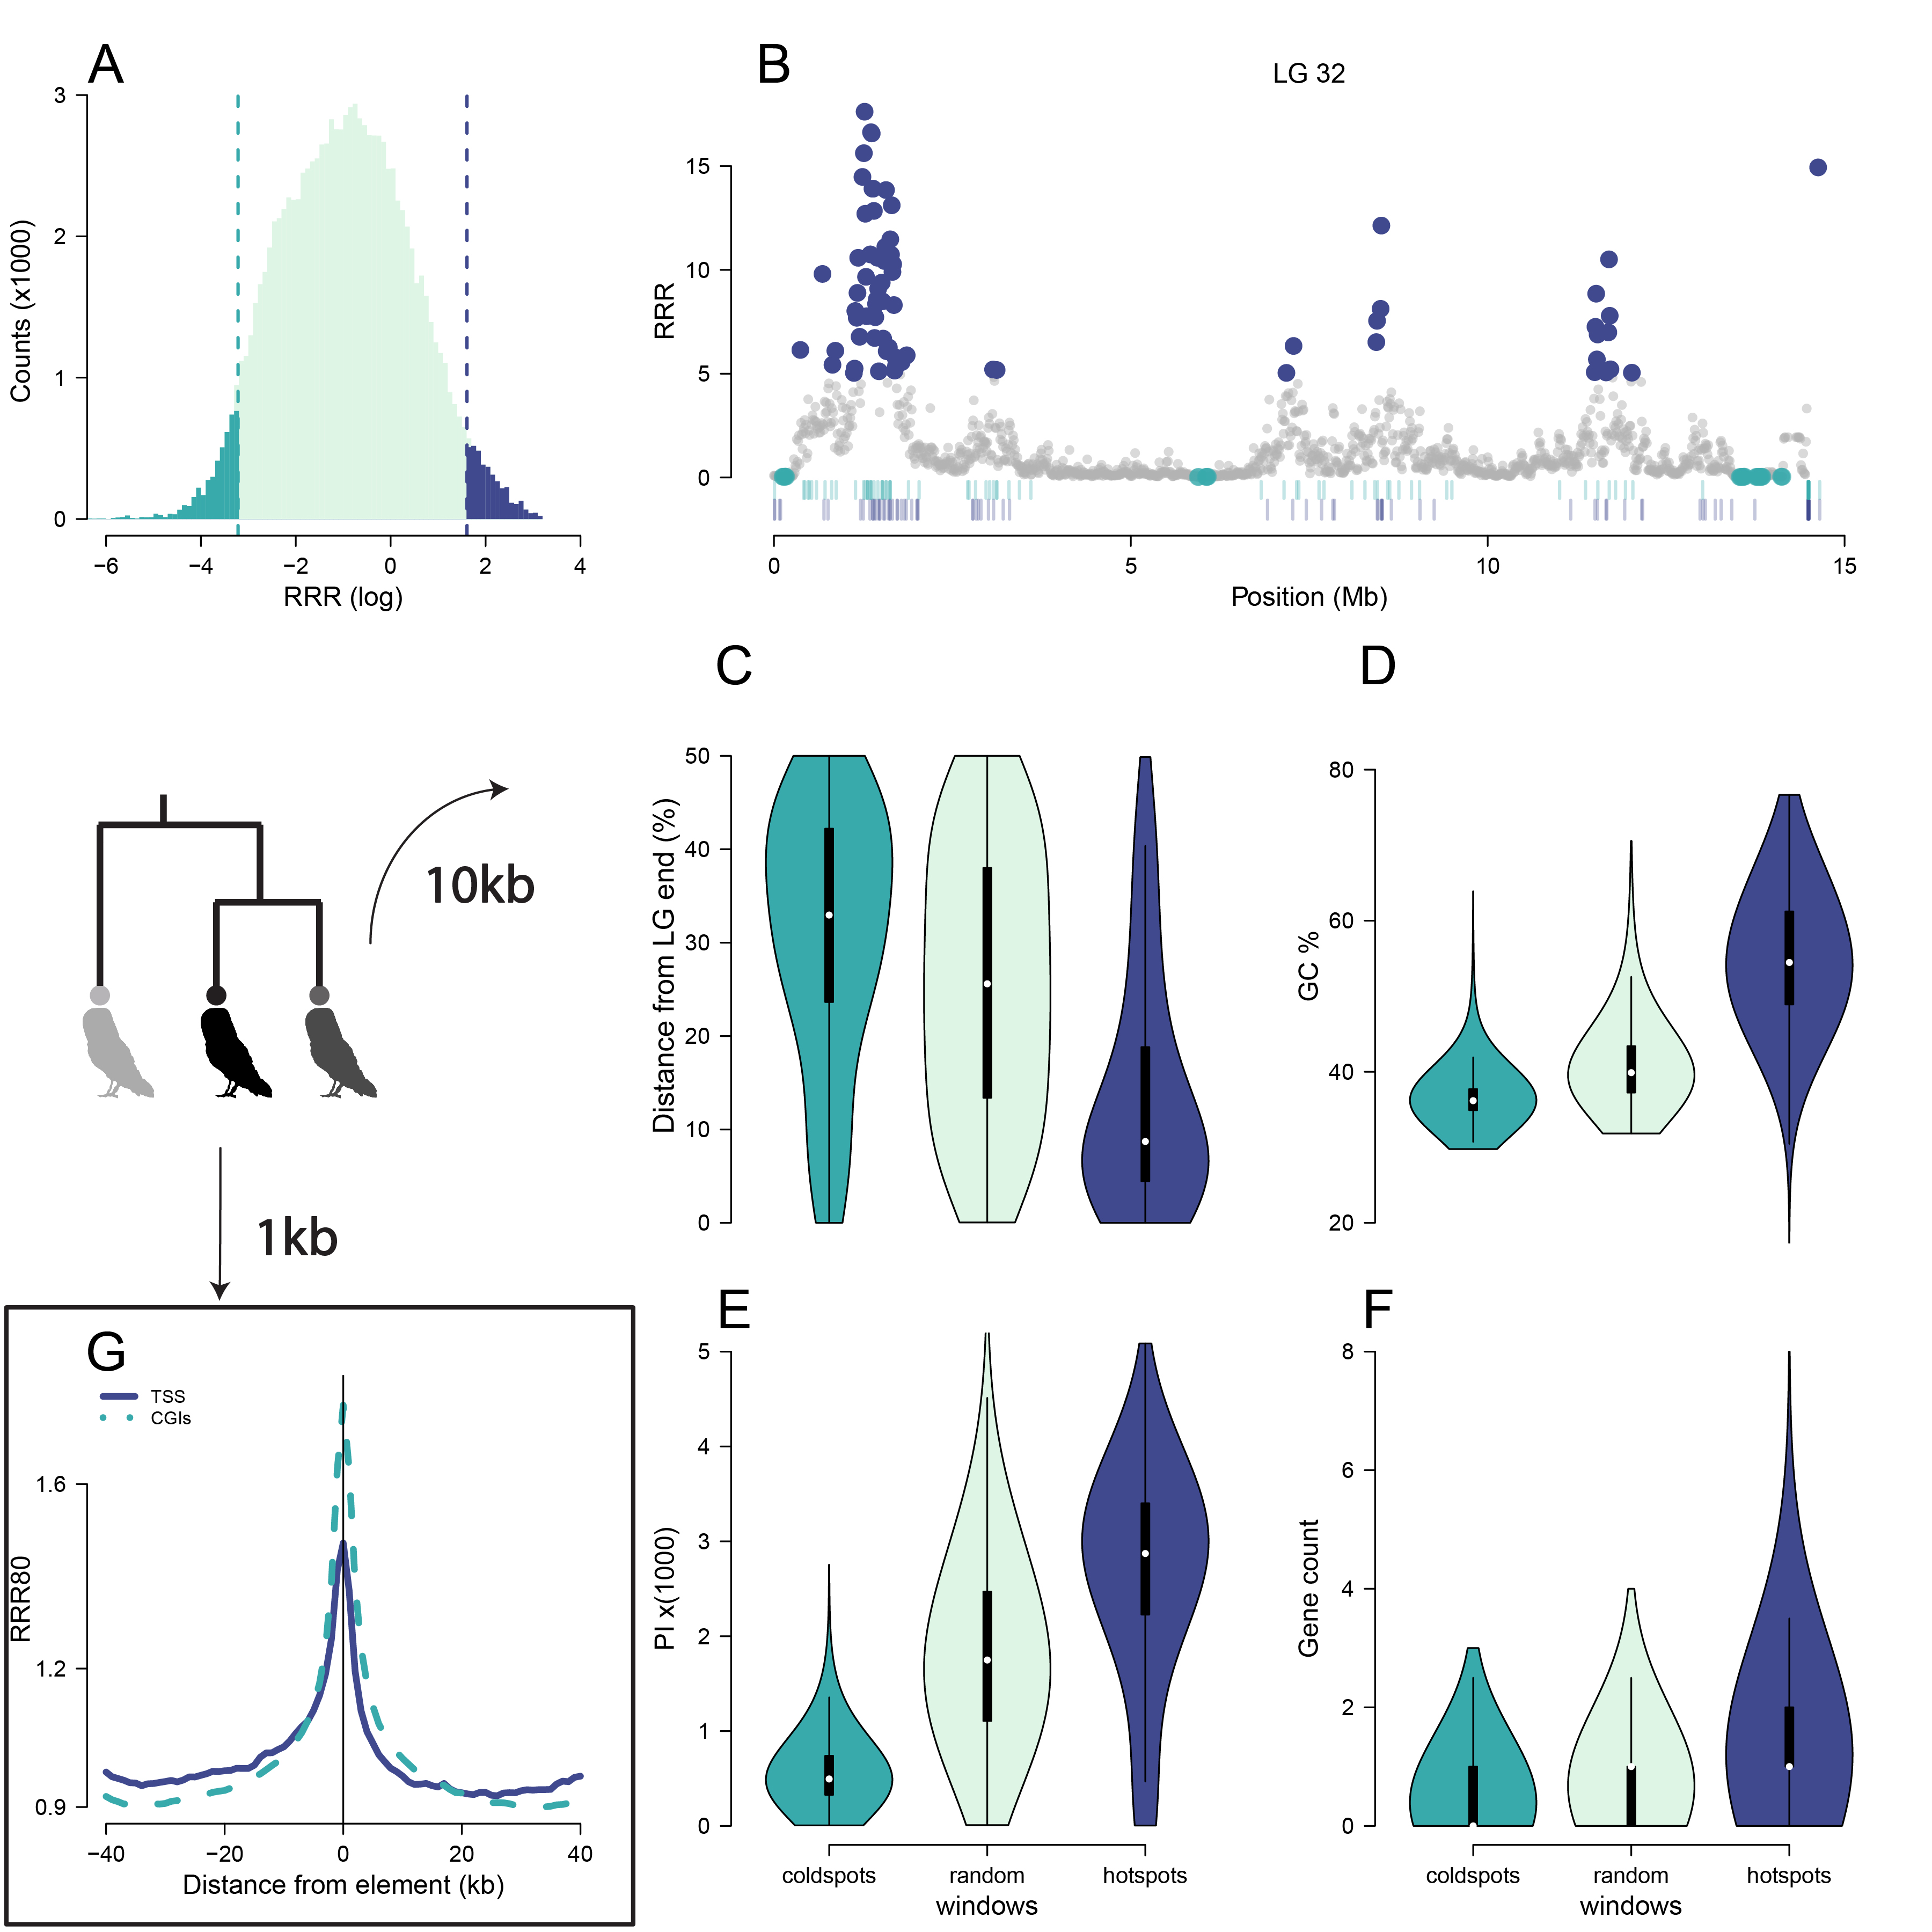 A
3
2
1
0
Counts (x1000)
−6 −4 −2 0 2 4
RRR (log)
B
LG 32
15
10
5
0
RRR
0 5 10 15
Position (Mb)
10kb
1kb
C
50
40
30
20
10
0
Distance from LG end (%)
D
80
60
40
20
GC %
E
5
4
3
2
1
0
PI x(1000)
coldspots random hotspots
windows
F
8
6
4
2
0
Gene count
coldspots random hotspots
windows
G
TSS
CGIs
1.6
1.2
0.9
RRR80
−40 −20 0 20 40
Distance from element (kb)